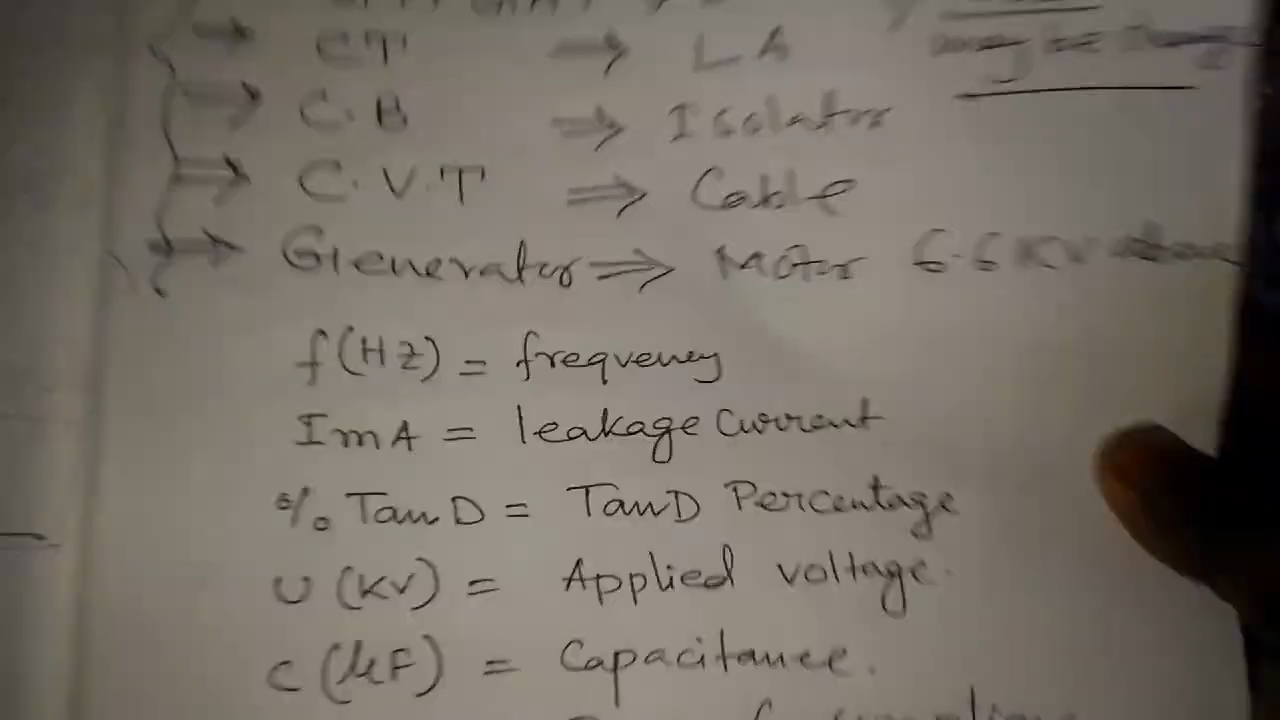 ⇒ CT ⇒ LA
⇒ C.B ⇒ Isolator
⇒ C.V.T ⇒ Cable
⇒ Generator ⇒ Motor 6.6KV
f(HZ) = frequency
ImA = leakage Current
% TanD = TanD Percentage
U (KV) = Applied voltage.
C (μF) = Capacitance.